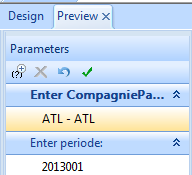 Design Preview
Parameters
(?)
Enter CompagniePa...
ATL - ATL
Enter periode:
2013001